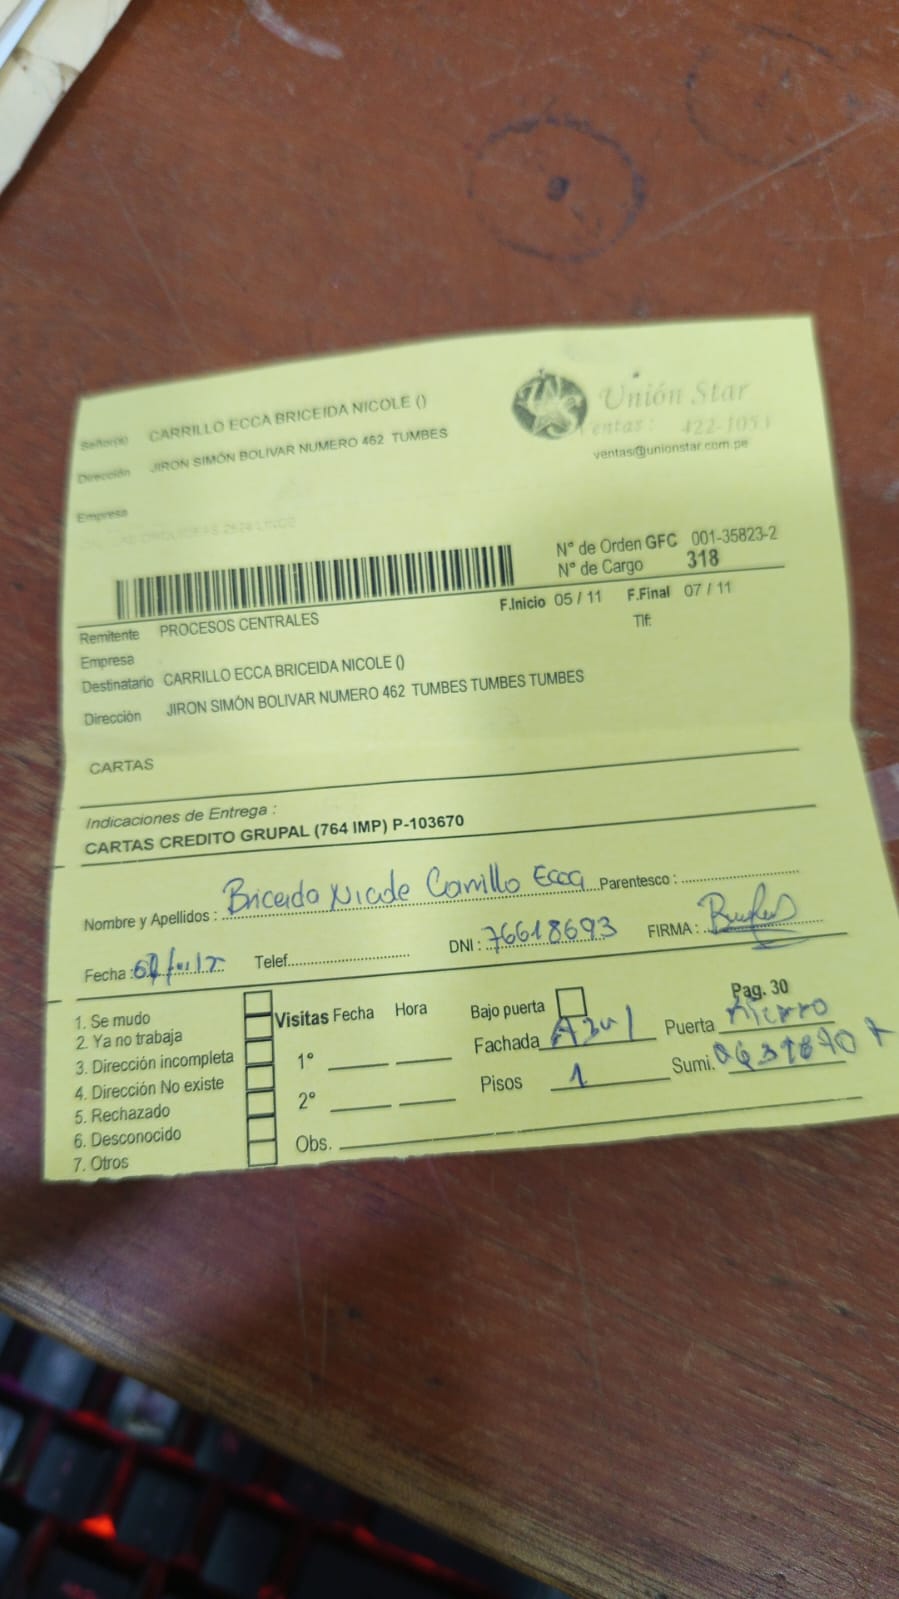 Señor(a) CARRILLO ECCA BRICEIDA NICOLE ()
Dirección JIRON SIMÓN BOLIVAR NUMERO 462 TUMBES
Empresa
Unión Star
Ventas: 422-1053
ventas@unionstar.com.pe
N° de Orden GFC 001-35823-2
N° de Cargo 318
F.Inicio 05 / 11 F.Final 07 / 11
Remitente PROCESOS CENTRALES
Tlf:
Empresa
Destinatario CARRILLO ECCA BRICEIDA NICOLE ()
Dirección JIRON SIMÓN BOLIVAR NUMERO 462 TUMBES TUMBES TUMBES
CARTAS
Indicaciones de Entrega :
CARTAS CREDITO GRUPAL (764 IMP) P-103670
Nombre y Apellidos : Briceida Nicole Carrillo Ecca Parentesco :
Fecha : Telef. DNI : 76618693 FIRMA :
1. Se mudo
2. Ya no trabaja
3. Dirección incompleta
4. Dirección No existe
5. Rechazado
6. Desconocido
7. Otros
Visitas Fecha Hora
1°
2°
Obs.
Bajo puerta
Fachada Azul
Pisos 1
Pag. 30
Puerta Fierro
Sumi.